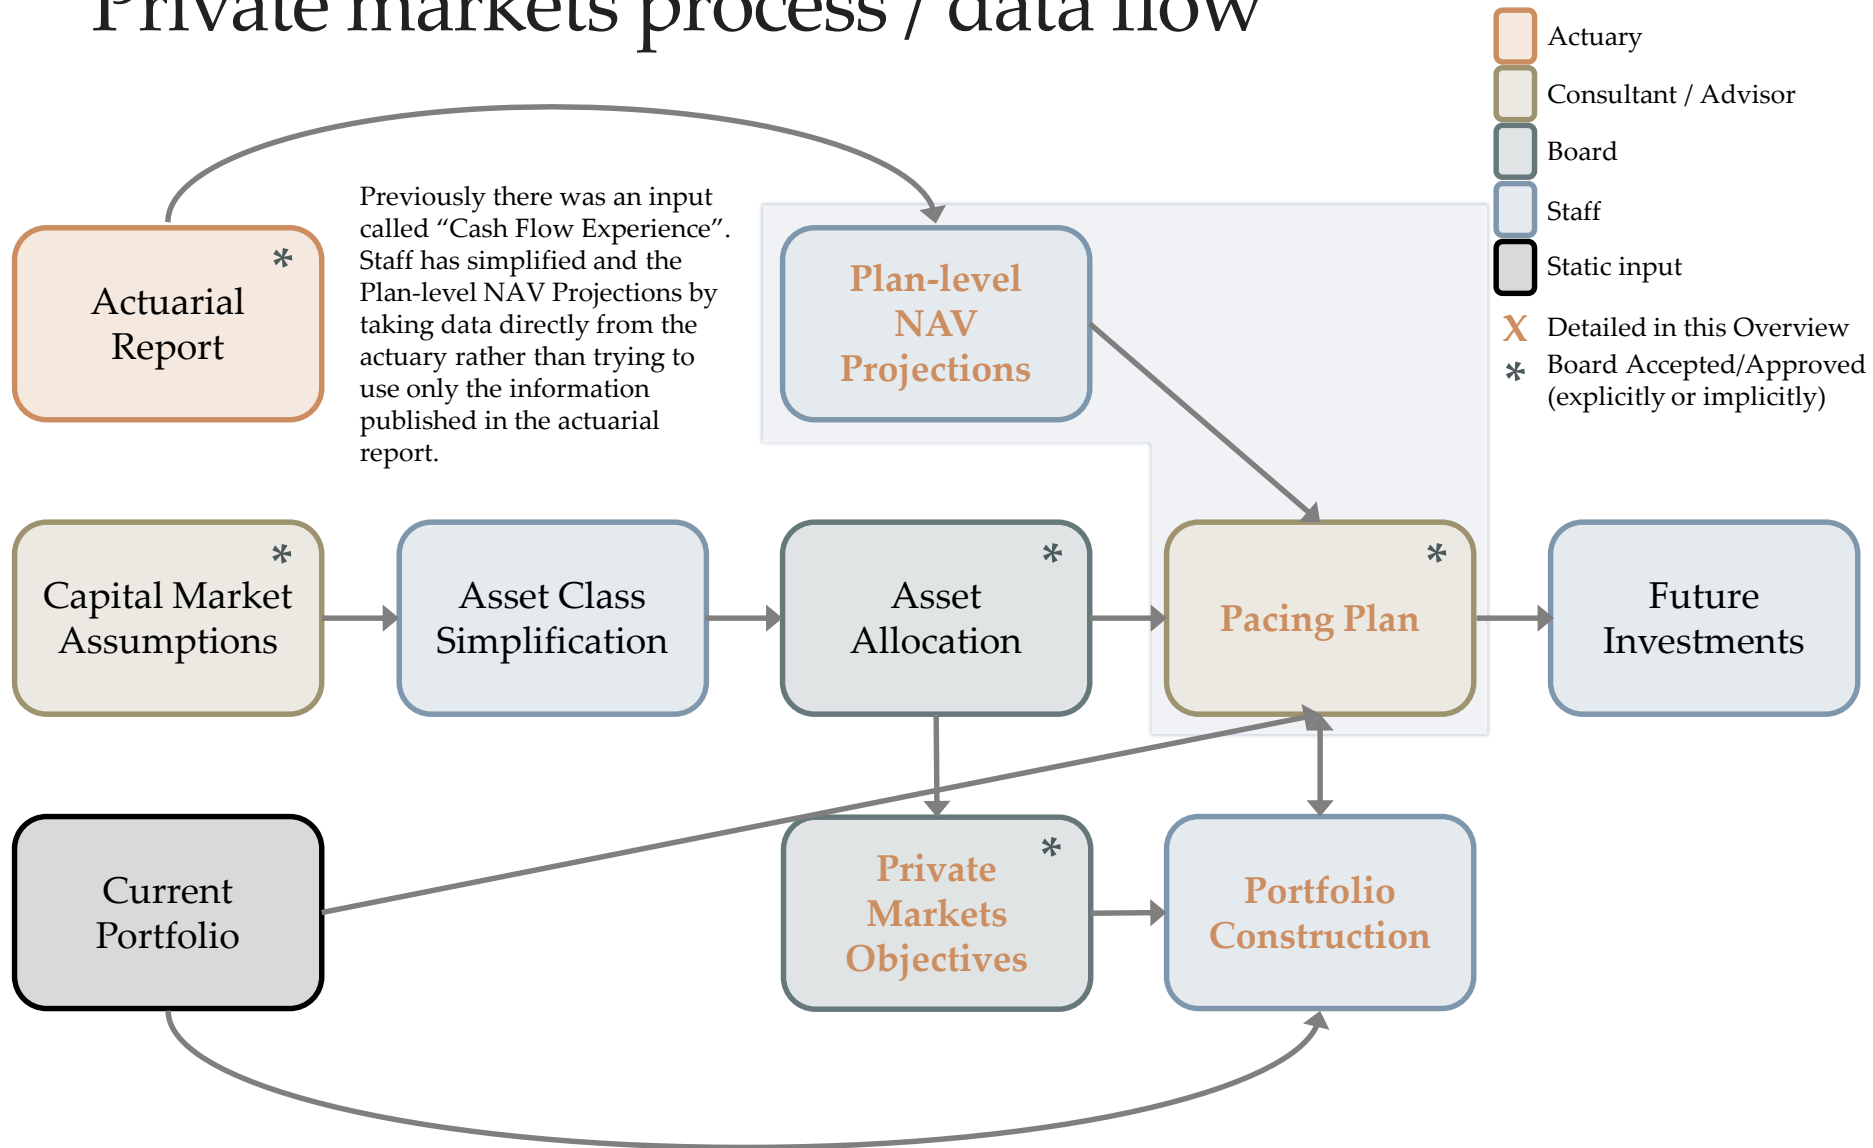 Private markets process / data flow
Actuary
Consultant / Advisor
Board
Staff
Static input
X Detailed in this Overview
* Board Accepted/Approved
(explicitly or implicitly)
*
Actuarial
Report
Previously there was an input
called “Cash Flow Experience”.
Staff has simplified and the
Plan-level NAV Projections by
taking data directly from the
actuary rather than trying to
use only the information
published in the actuarial
report.
Plan-level
NAV
Projections
*
Capital Market
Assumptions
Asset Class
Simplification
*
Asset
Allocation
*
Pacing Plan
Future
Investments
Current
Portfolio
*
Private
Markets
Objectives
Portfolio
Construction